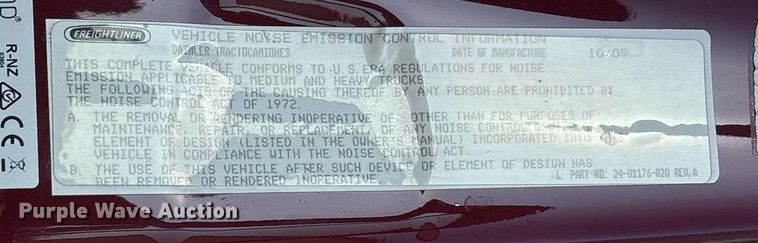 FREIGHTLINER
VEHICLE NOISE EMISSION CONTROL INFORMATION
DAIMLER TRACTOCAMIONES DATE OF MANUFACTURE 10/09
THIS COMPLETE VEHICLE CONFORMS TO U.S. EPA REGULATIONS FOR NOISE
EMISSION APPLICABLE TO MEDIUM AND HEAVY TRUCKS.
THE FOLLOWING ACTS OR THE CAUSING THEREOF BY ANY PERSON ARE PROHIBITED BY
THE NOISE CONTROL ACT OF 1972.
A. THE REMOVAL OR RENDERING INOPERATIVE OF OTHER THAN FOR PURPOSES OF
MAINTENANCE, REPAIR, OR REPLACEMENT, OF ANY NOISE CONTROL
ELEMENT OF DESIGN (LISTED IN THE OWNER'S MANUAL) INCORPORATED INTO
VEHICLE IN COMPLIANCE WITH THE NOISE CONTROL ACT.
B. THE USE OF THIS VEHICLE AFTER SUCH DEVICE OR ELEMENT OF DESIGN HAS
BEEN REMOVED OR RENDERED INOPERATIVE.
L PART NO. 24-01176-020 REV,A
R-NZ
CE
Purple Wave Auction